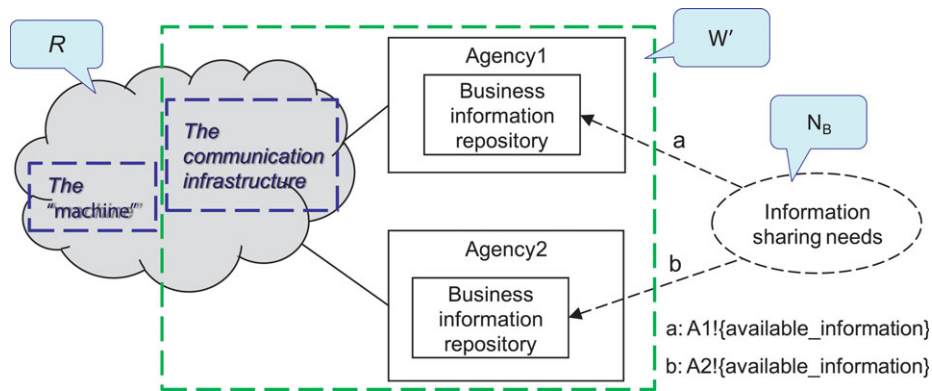 R
W'
N_B
Agency1
Business
information
repository
The
communication
infrastructure
The
"machine"
a
Information
sharing needs
Agency2
Business
information
repository
b
a: A1!{available_information}
b: A2!{available_information}